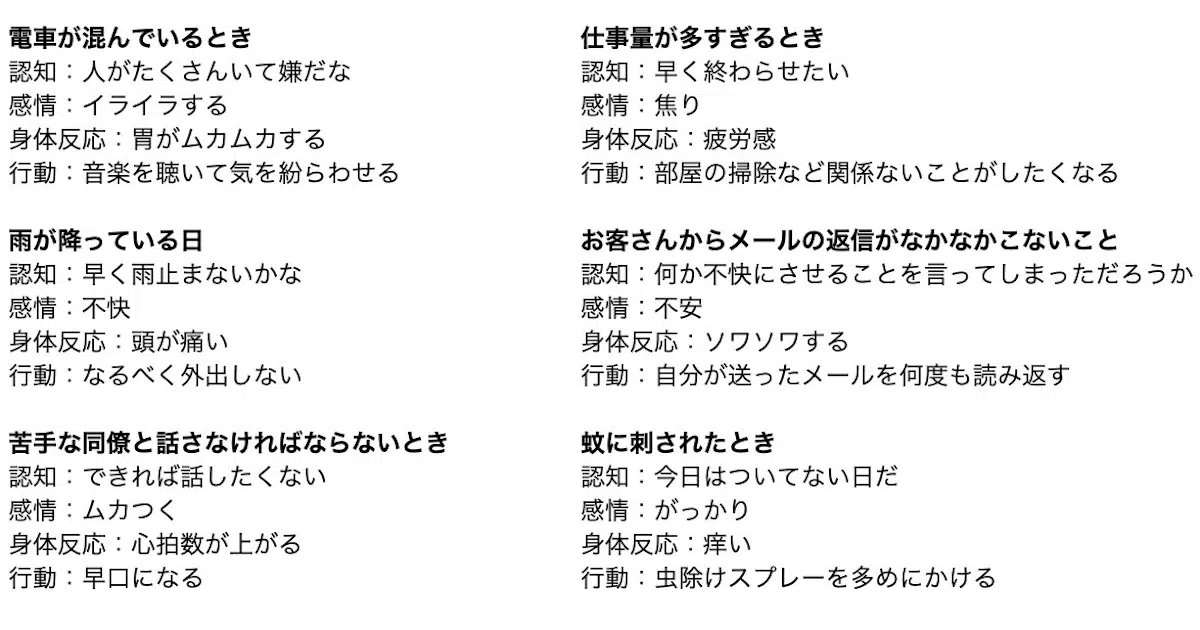 電車が混んでいるとき
認知：人がたくさんいて嫌だな
感情：イライラする
身体反応：胃がムカムカする
行動：音楽を聴いて気を紛らわせる
雨が降っている日
認知：早く雨止まないかな
感情：不快
身体反応：頭が痛い
行動：なるべく外出しない
苦手な同僚と話さなければならないとき
認知：できれば話したくない
感情：ムカつく
身体反応：心拍数が上がる
行動：早口になる
仕事量が多すぎるとき
認知：早く終わらせたい
感情：焦り
身体反応：疲労感
行動：部屋の掃除など関係ないことがしたくなる
お客さんからメールの返信がなかなかこないこと
認知：何か不快にさせることを言ってしまっただろうか
感情：不安
身体反応：ソワソワする
行動：自分が送ったメールを何度も読み返す
蚊に刺されたとき
認知：今日はついてない日だ
感情：がっかり
身体反応：痒い
行動：虫除けスプレーを多めにかける